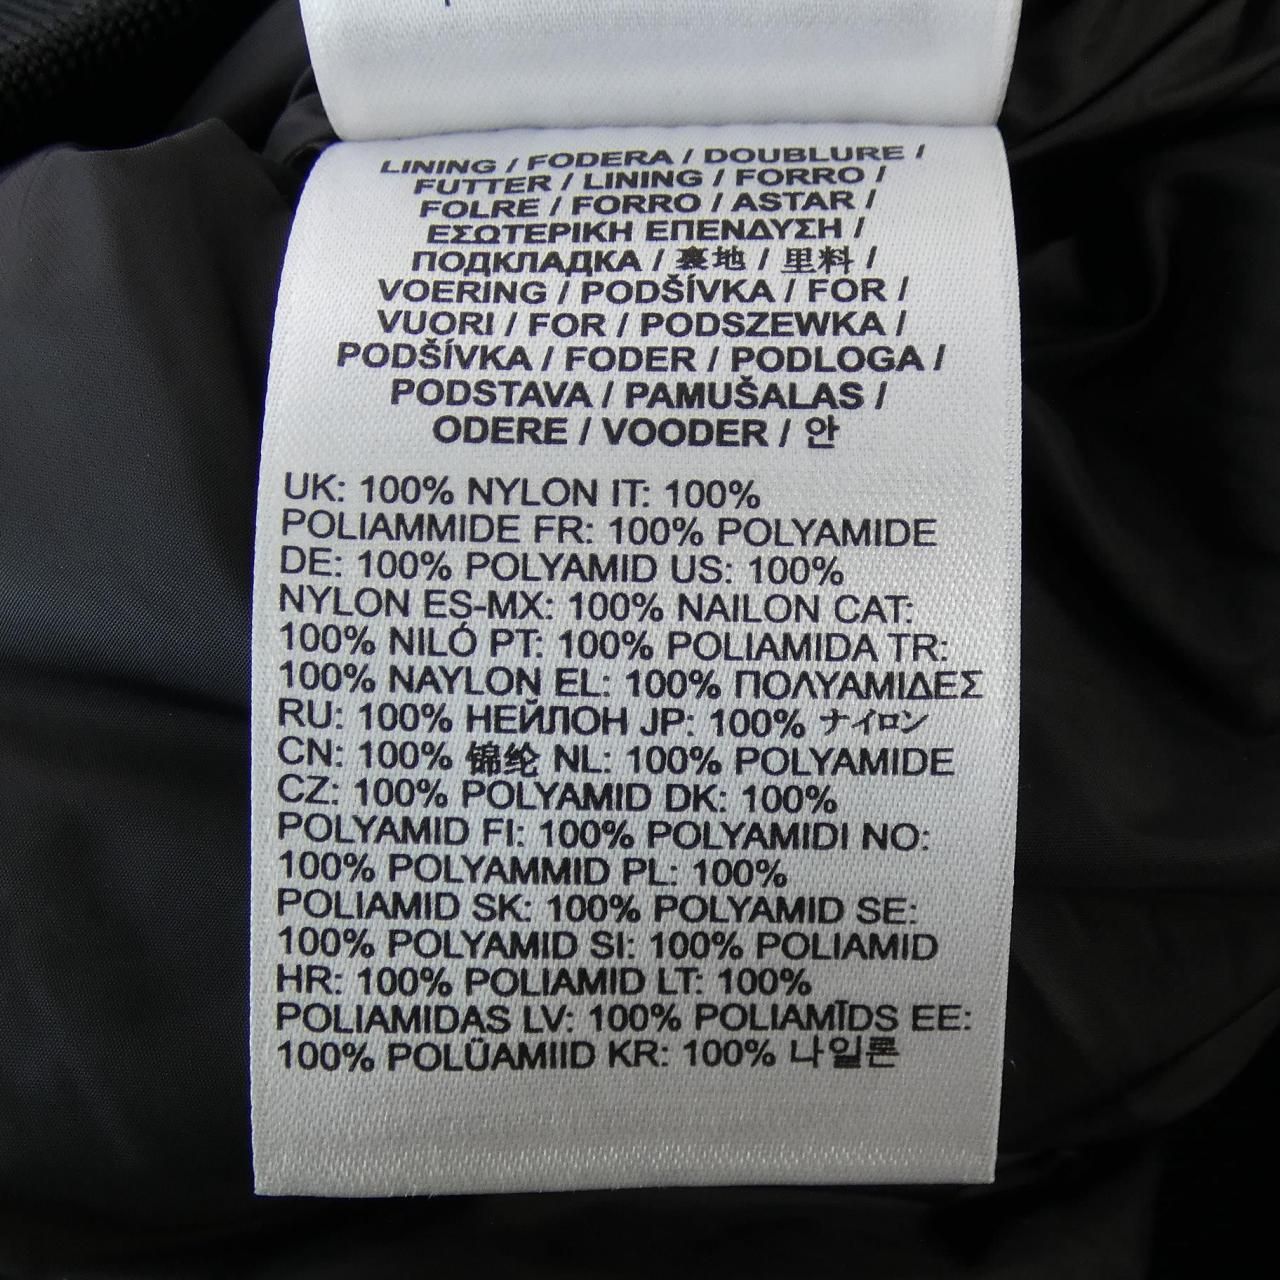 LINING / FODERA / DOUBLURE /
FUTTER / LINING / FORRO /
FOLRE / FORRO / ASTAR /
ΕΣΩΤΕΡΙΚΗ ΕΠΕΝΔΥΣΗ /
ПОДКЛАДКА / 裏地 / 里料 /
VOERING / PODŠÍVKA / FOR /
VUORI / FOR / PODSZEWKA /
PODŠÍVKA / FODER / PODLOGA /
PODSTAVA / PAMUŠALAS /
ODERE / VOODER / 안
UK: 100% NYLON IT: 100%
POLIAMMIDE FR: 100% POLYAMIDE
DE: 100% POLYAMID US: 100%
NYLON ES-MX: 100% NAILON CAT:
100% NILÓ PT: 100% POLIAMIDA TR:
100% NAYLON EL: 100% ΠΟΛΥΑΜΙΔΕΣ
RU: 100% НЕЙЛОН JP: 100% ナイロン
CN: 100% 锦纶 NL: 100% POLYAMIDE
CZ: 100% POLYAMID DK: 100%
POLYAMID FI: 100% POLYAMIDI NO:
100% POLYAMMID PL: 100%
POLIAMID SK: 100% POLYAMID SE:
100% POLYAMID SI: 100% POLIAMID
HR: 100% POLIAMID LT: 100%
POLIAMIDAS LV: 100% POLIAMĪDS EE:
100% POLÜAMIID KR: 100% 나일론